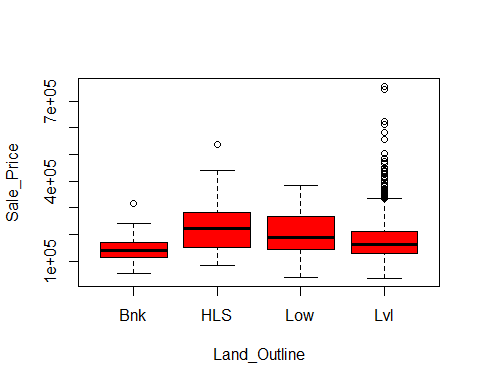 Sale_Price
7e+05
4e+05
1e+05
Bnk HLS Low Lvl
Land_Outline